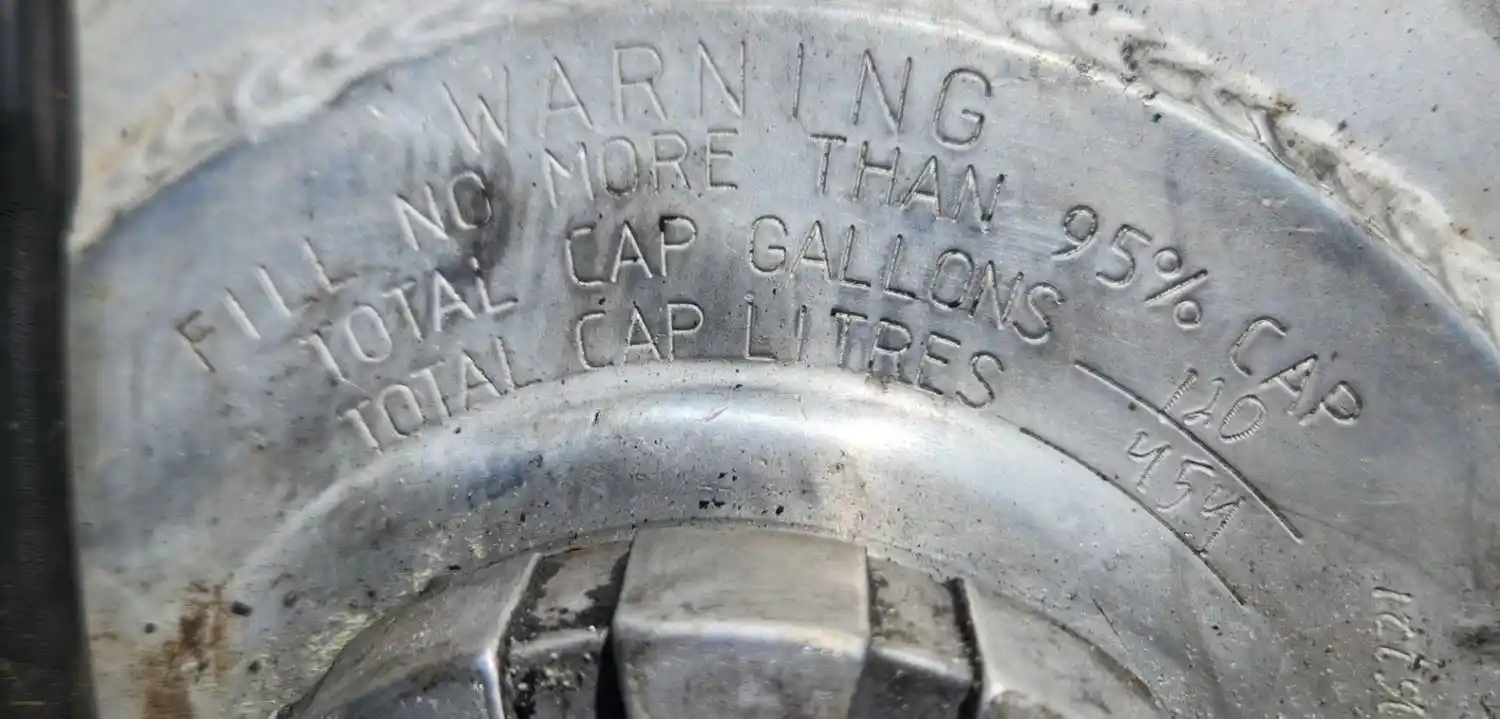 WARNING
FILL NO MORE THAN 95% CAP
TOTAL CAP GALLONS 120
TOTAL CAP LITRES 454